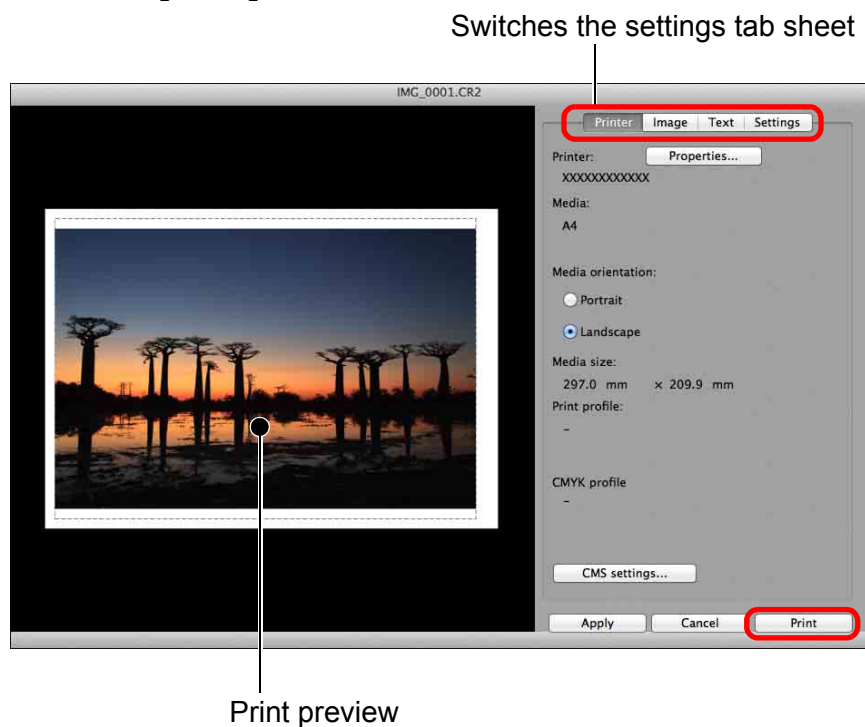 Switches the settings tab sheet
IMG_0001.CR2
Printer Image Text Settings
Printer: Properties...
XXXXXXXXXXXX
Media:
A4
Media orientation:
Portrait
Landscape
Media size:
297.0 mm × 209.9 mm
Print profile:
–
CMYK profile
–
CMS settings...
Apply Cancel Print
Print preview